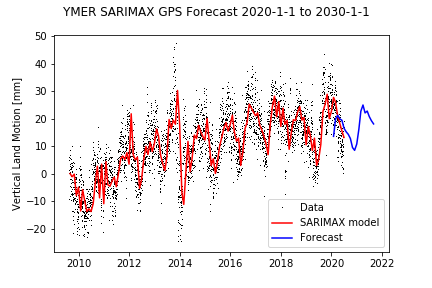 YMER SARIMAX GPS Forecast 2020-1-1 to 2030-1-1
Vertical Land Motion [mm]
50
40
30
20
10
0
−10
−20
2010 2012 2014 2016 2018 2020 2022
Data
SARIMAX model
Forecast